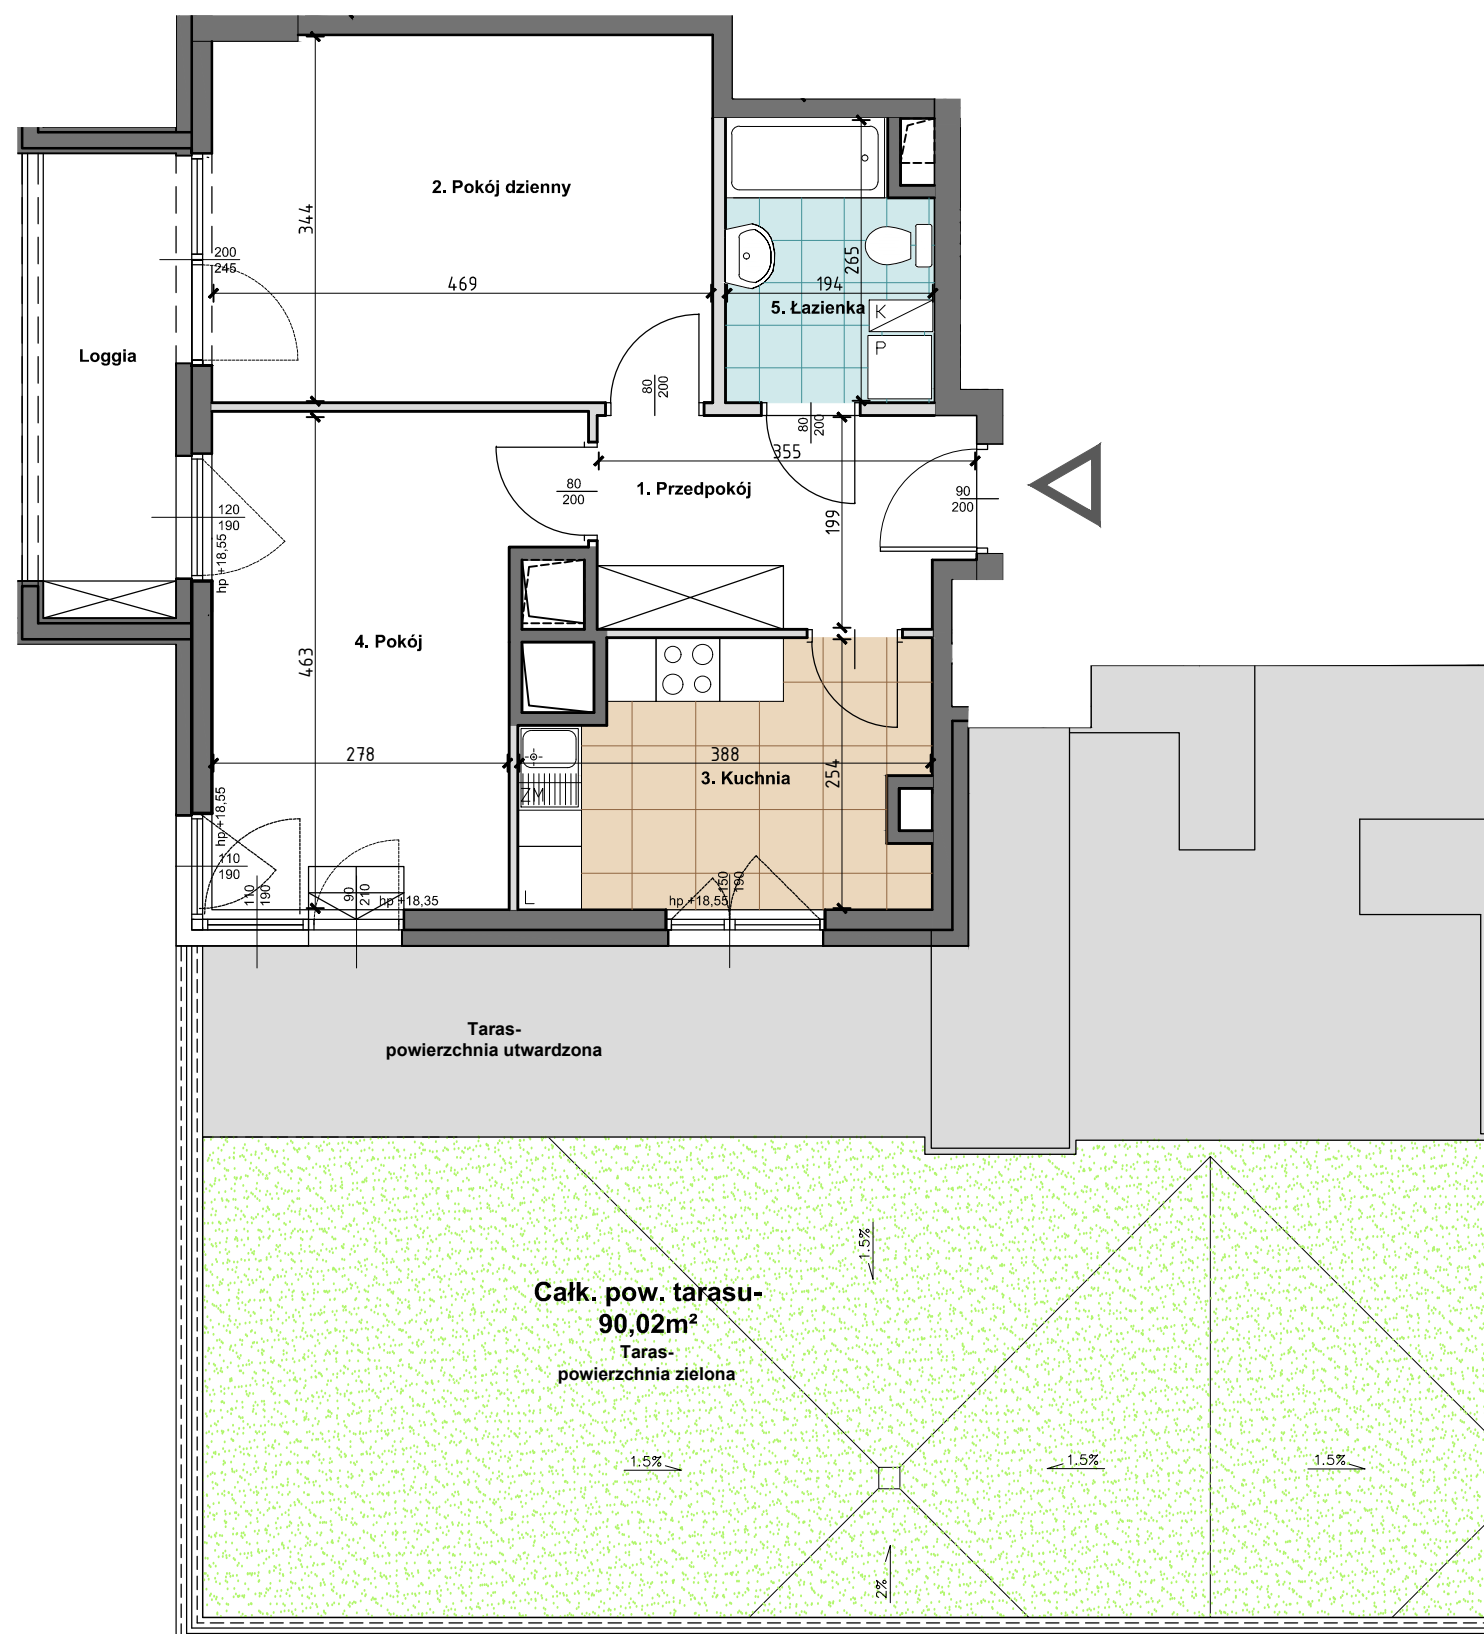 2. Pokój dzienny
344
469
200
245
Loggia
265
194
5. Łazienka
K
P
80
200
80
200
355
1. Przedpokój
199
80
200
90
200
120
190
hp +18,55
4. Pokój
463
278
388
3. Kuchnia
254
ZM
L
hp +18,55
110
190
110
190
90
210
hp +18,35
150
190
hp +18,55
Taras-
powierzchnia utwardzona
1.5%
Całk. pow. tarasu-
90,02m²
Taras-
powierzchnia zielona
1.5%
1.5%
1.5%
2%